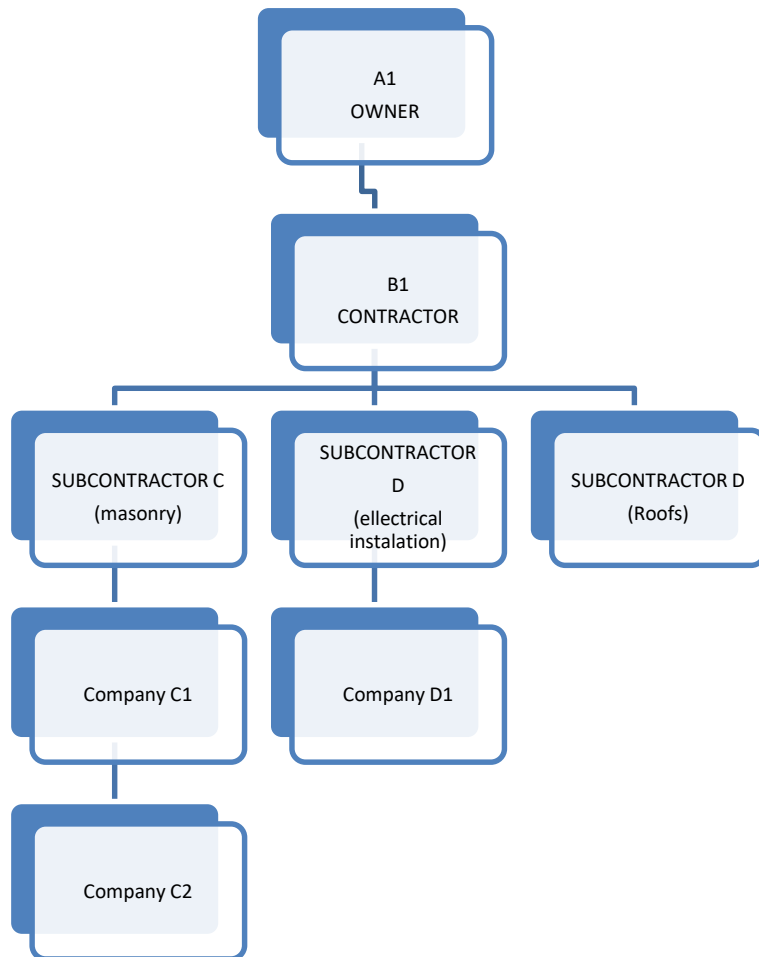 A1
OWNER
B1
CONTRACTOR
SUBCONTRACTOR C
(masonry)
SUBCONTRACTOR
D
(ellectrical
instalation)
SUBCONTRACTOR D
(Roofs)
Company C1
Company D1
Company C2